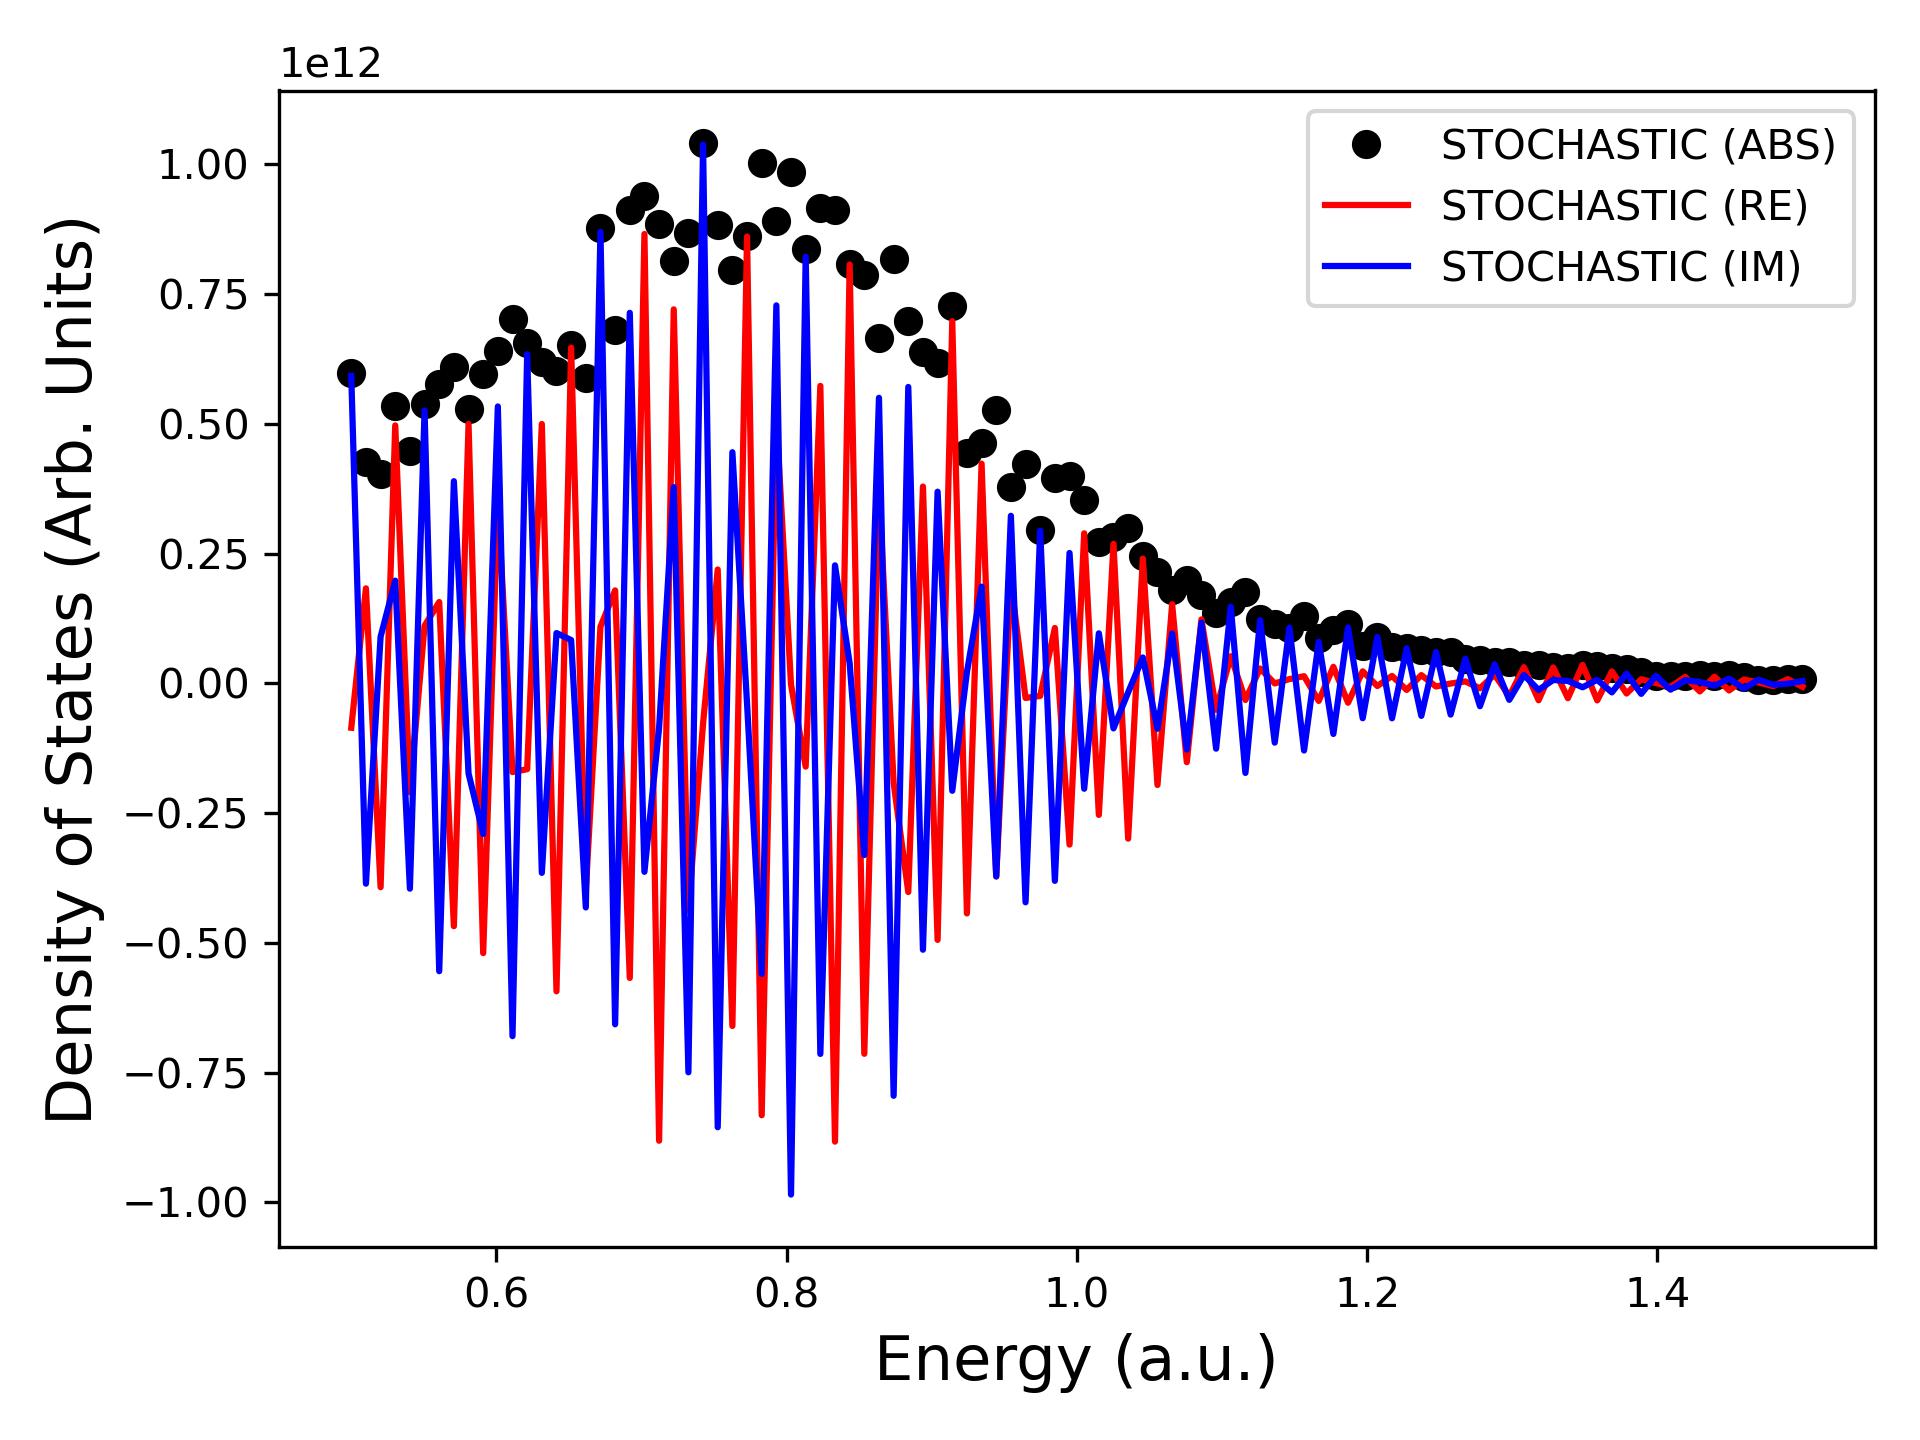 1e12
1.00
0.75
0.50
0.25
0.00
−0.25
−0.50
−0.75
−1.00
Density of States (Arb. Units)
STOCHASTIC (ABS)
STOCHASTIC (RE)
STOCHASTIC (IM)
0.6 0.8 1.0 1.2 1.4
Energy (a.u.)